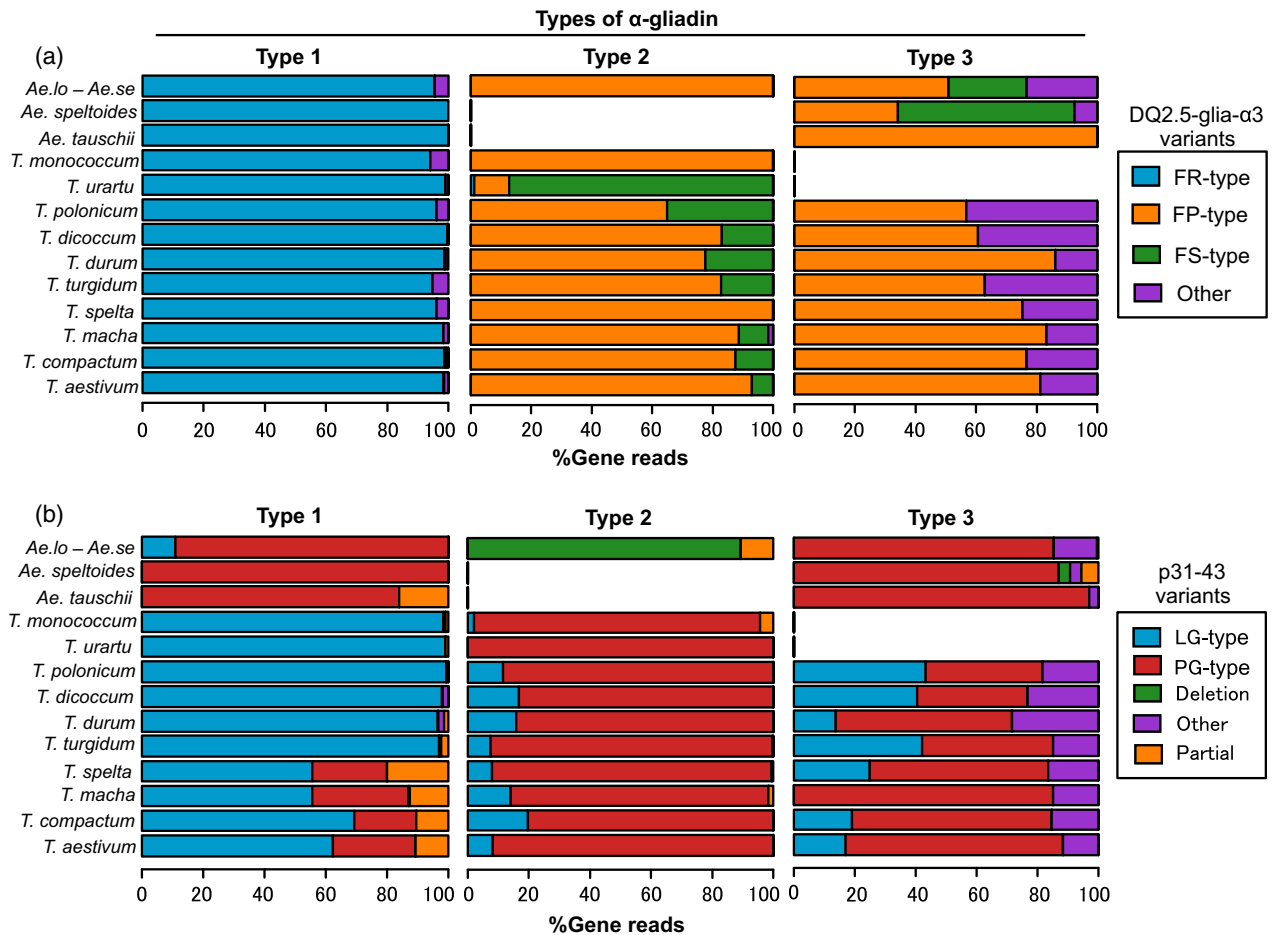 Types of α-gliadin
(a)
Type 1
Type 2
Type 3
Ae.lo – Ae.se
Ae. speltoides
Ae. tauschii
T. monococcum
T. urartu
T. polonicum
T. dicoccum
T. durum
T. turgidum
T. spelta
T. macha
T. compactum
T. aestivum
0 20 40 60 80 100
0 20 40 60 80 100
0 20 40 60 80 100
%Gene reads
DQ2.5-glia-α3
variants
FR-type
FP-type
FS-type
Other
(b)
Type 1
Type 2
Type 3
Ae.lo – Ae.se
Ae. speltoides
Ae. tauschii
T. monococcum
T. urartu
T. polonicum
T. dicoccum
T. durum
T. turgidum
T. spelta
T. macha
T. compactum
T. aestivum
0 20 40 60 80 100
0 20 40 60 80 100
0 20 40 60 80 100
%Gene reads
p31-43
variants
LG-type
PG-type
Deletion
Other
Partial